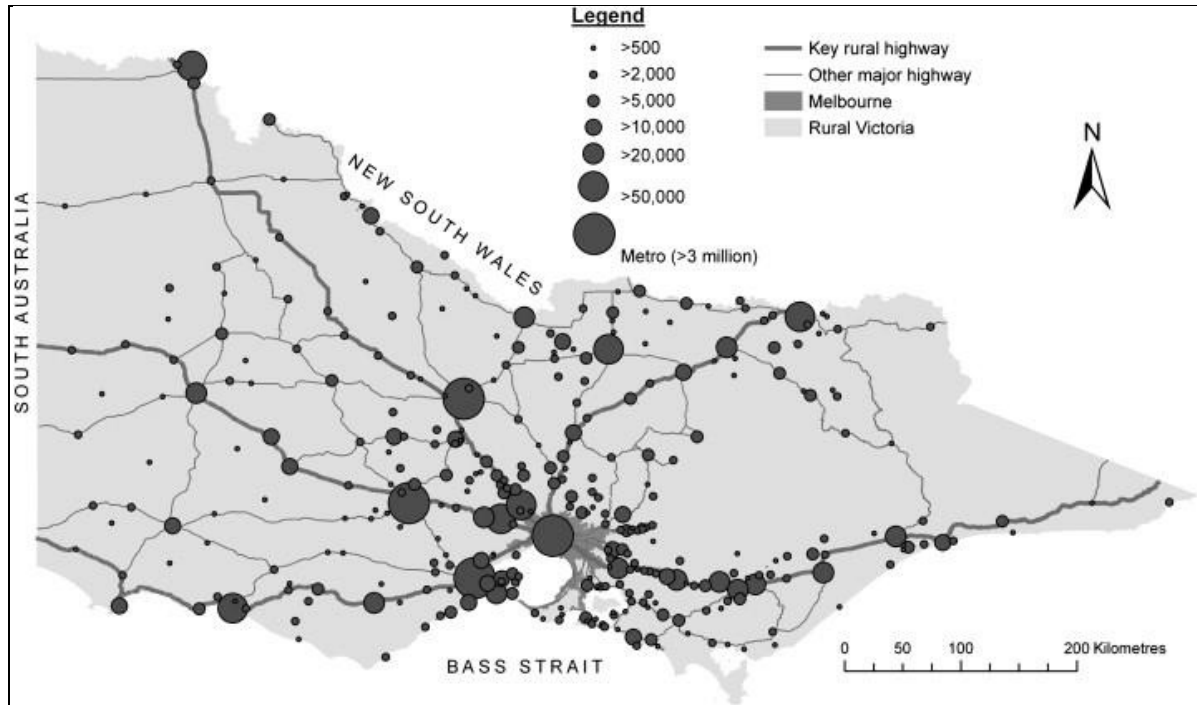 Legend
>500
>2,000
>5,000
>10,000
>20,000
>50,000
Metro (>3 million)
Key rural highway
Other major highway
Melbourne
Rural Victoria
N
SOUTH AUSTRALIA
NEW SOUTH WALES
BASS STRAIT
0 50 100 200 Kilometres